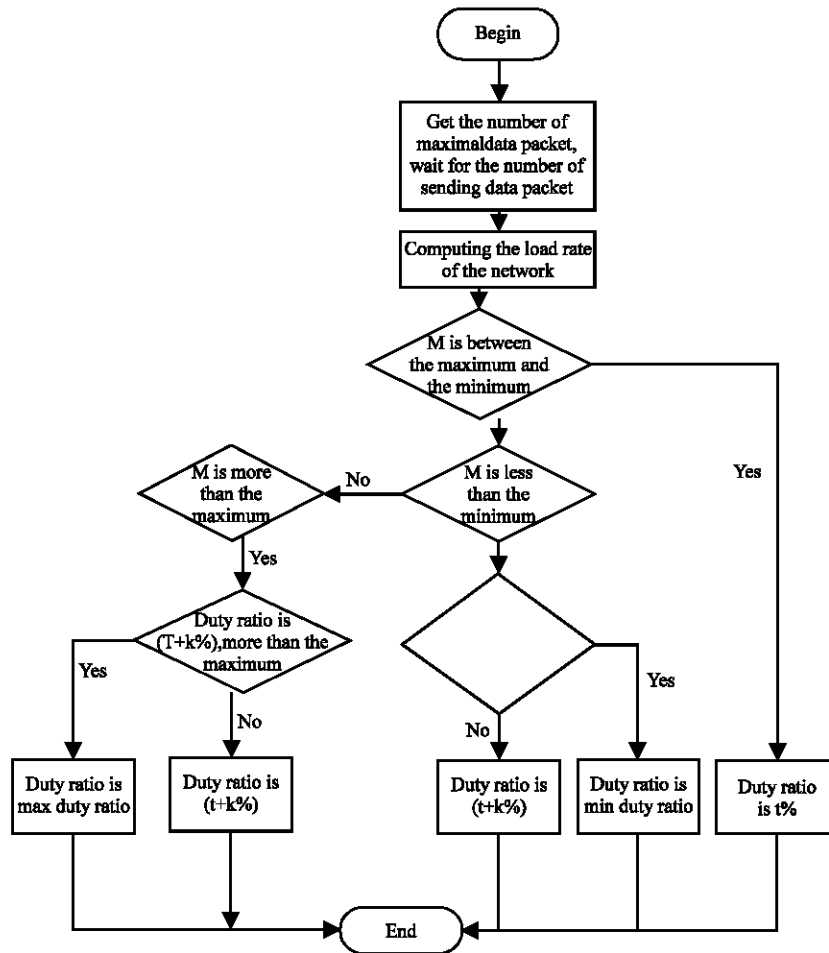 Begin
Get the number of
maximaldata packet,
wait for the number of
sending data packet
Computing the load rate
of the network
M is between
the maximum and
the minimum
Yes
M is more
than the
maximum
No
M is less
than the
minimum
Yes
Duty ratio is
(T+k%),more than the
maximum
Yes
No
No
Yes
Duty ratio is
max duty ratio
Duty ratio is
(t+k%)
Duty ratio is
(t+k%)
Duty ratio is
min duty ratio
Duty ratio
is t%
End